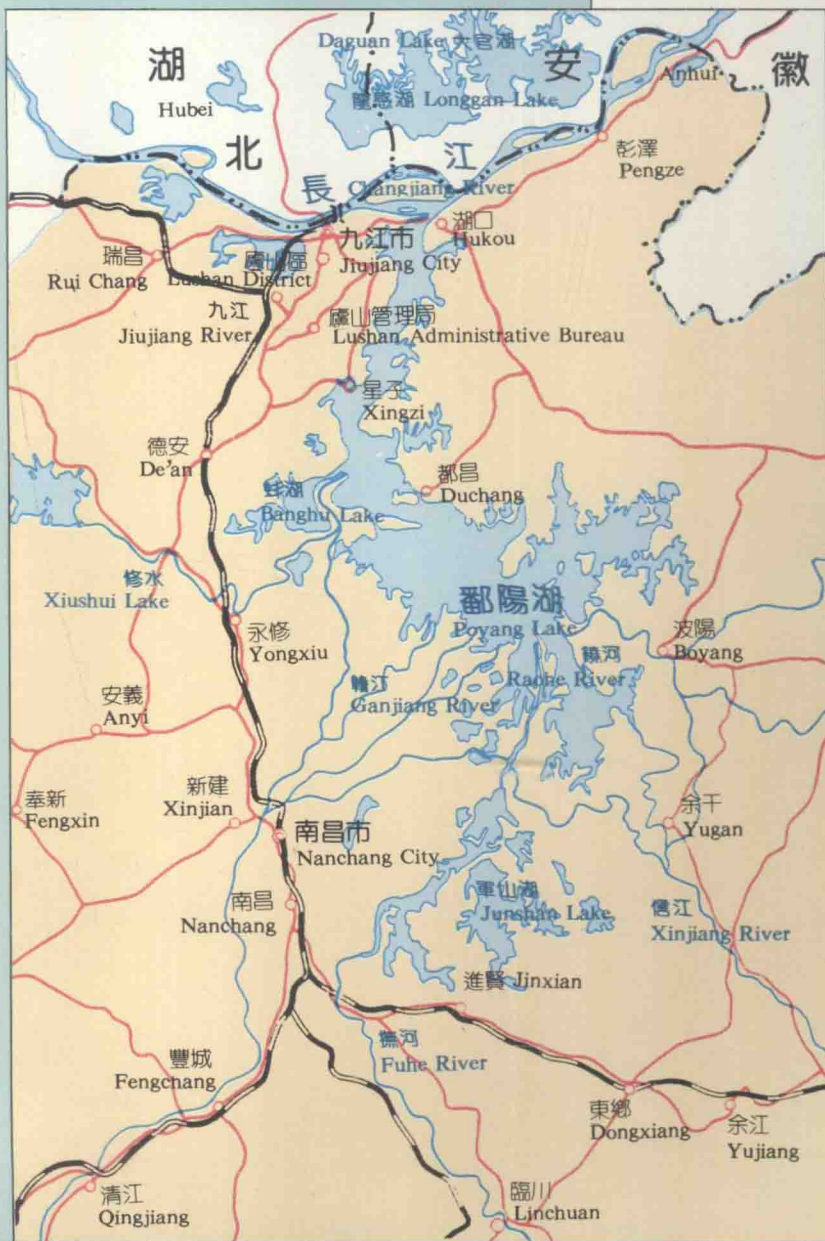 湖
Hubei
北
Daguan Lake 大官湖
龍感湖 Longgan Lake
安
徽
Anhui
長
江
Changjiang River
彭澤
Pengze
瑞昌
Rui Chang
廬山區
Lushan District
九江市
Jiujiang City
湖口
Hukou
九江
Jiujiang River
廬山管理局
Lushan Administrative Bureau
星子
Xingzi
德安
De'an
蚌湖
Banghu Lake
都昌
Duchang
修水
Xiushui Lake
永修
Yongxiu
鄱陽湖
Poyang Lake
波陽
Boyang
饒河
Raohe River
贛江
Ganjiang River
安義
Anyi
奉新
Fengxin
新建
Xinjian
南昌市
Nanchang City
余干
Yugan
南昌
Nanchang
軍山湖
Junshan Lake
信江
Xinjiang River
進賢 Jinxian
撫河
Fuhe River
豐城
Fengchang
東鄉
Dongxiang
余江
Yujiang
清江
Qingjiang
臨川
Linchuan